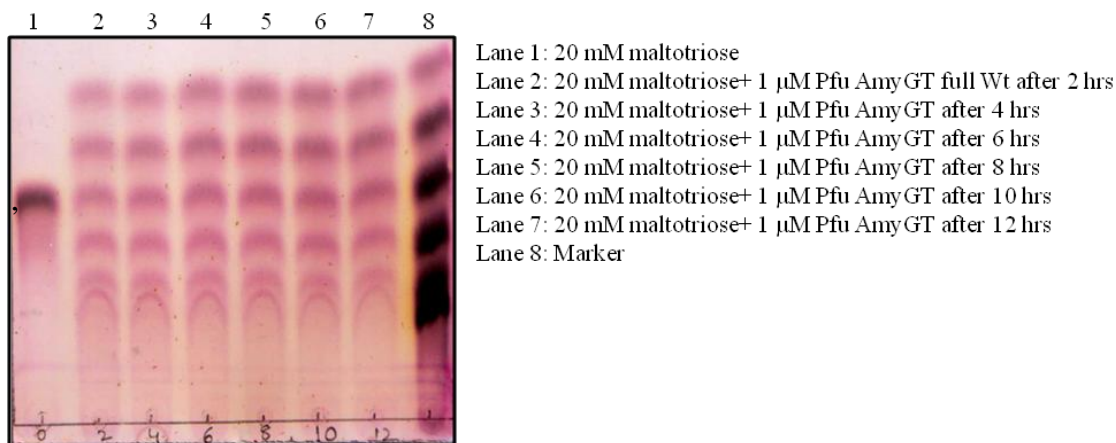 1 2 3 4 5 6 7 8
Lane 1: 20 mM maltotriose
Lane 2: 20 mM maltotriose+ 1 µM Pfu AmyGT full Wt after 2 hrs
Lane 3: 20 mM maltotriose+ 1 µM Pfu AmyGT after 4 hrs
Lane 4: 20 mM maltotriose+ 1 µM Pfu AmyGT after 6 hrs
Lane 5: 20 mM maltotriose+ 1 µM Pfu AmyGT after 8 hrs
Lane 6: 20 mM maltotriose+ 1 µM Pfu AmyGT after 10 hrs
Lane 7: 20 mM maltotriose+ 1 µM Pfu AmyGT after 12 hrs
Lane 8: Marker
0 2 4 6 8 10 12